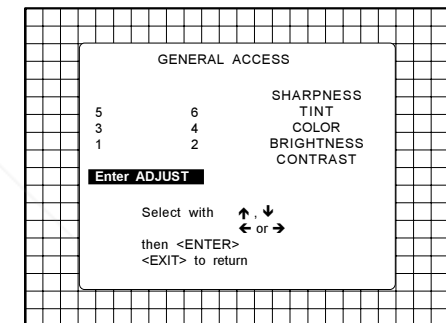 GENERAL ACCESS
SHARPNESS
5 6 TINT
3 4 COLOR
1 2 BRIGHTNESS
CONTRAST
Enter ADJUST
Select with ↑ , ↓
← or →
then <ENTER>
<EXIT> to return